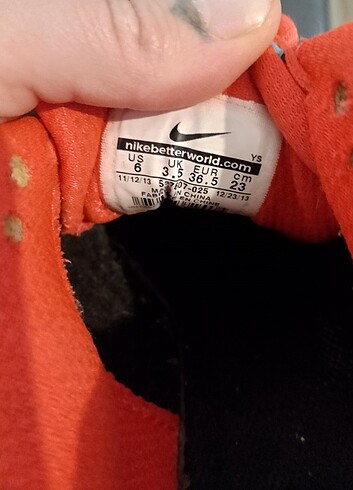 nikebetterworld.com
YS
US UK EUR cm
6 3.5 36.5 23
11/12/13 12/23/13
MADE IN CHINA